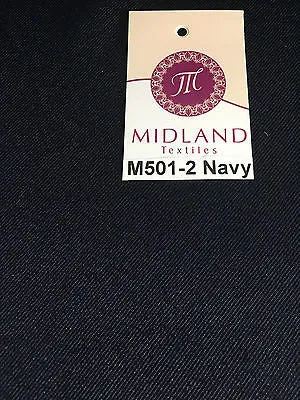 M
MIDLAND
Textiles
M501-2 Navy